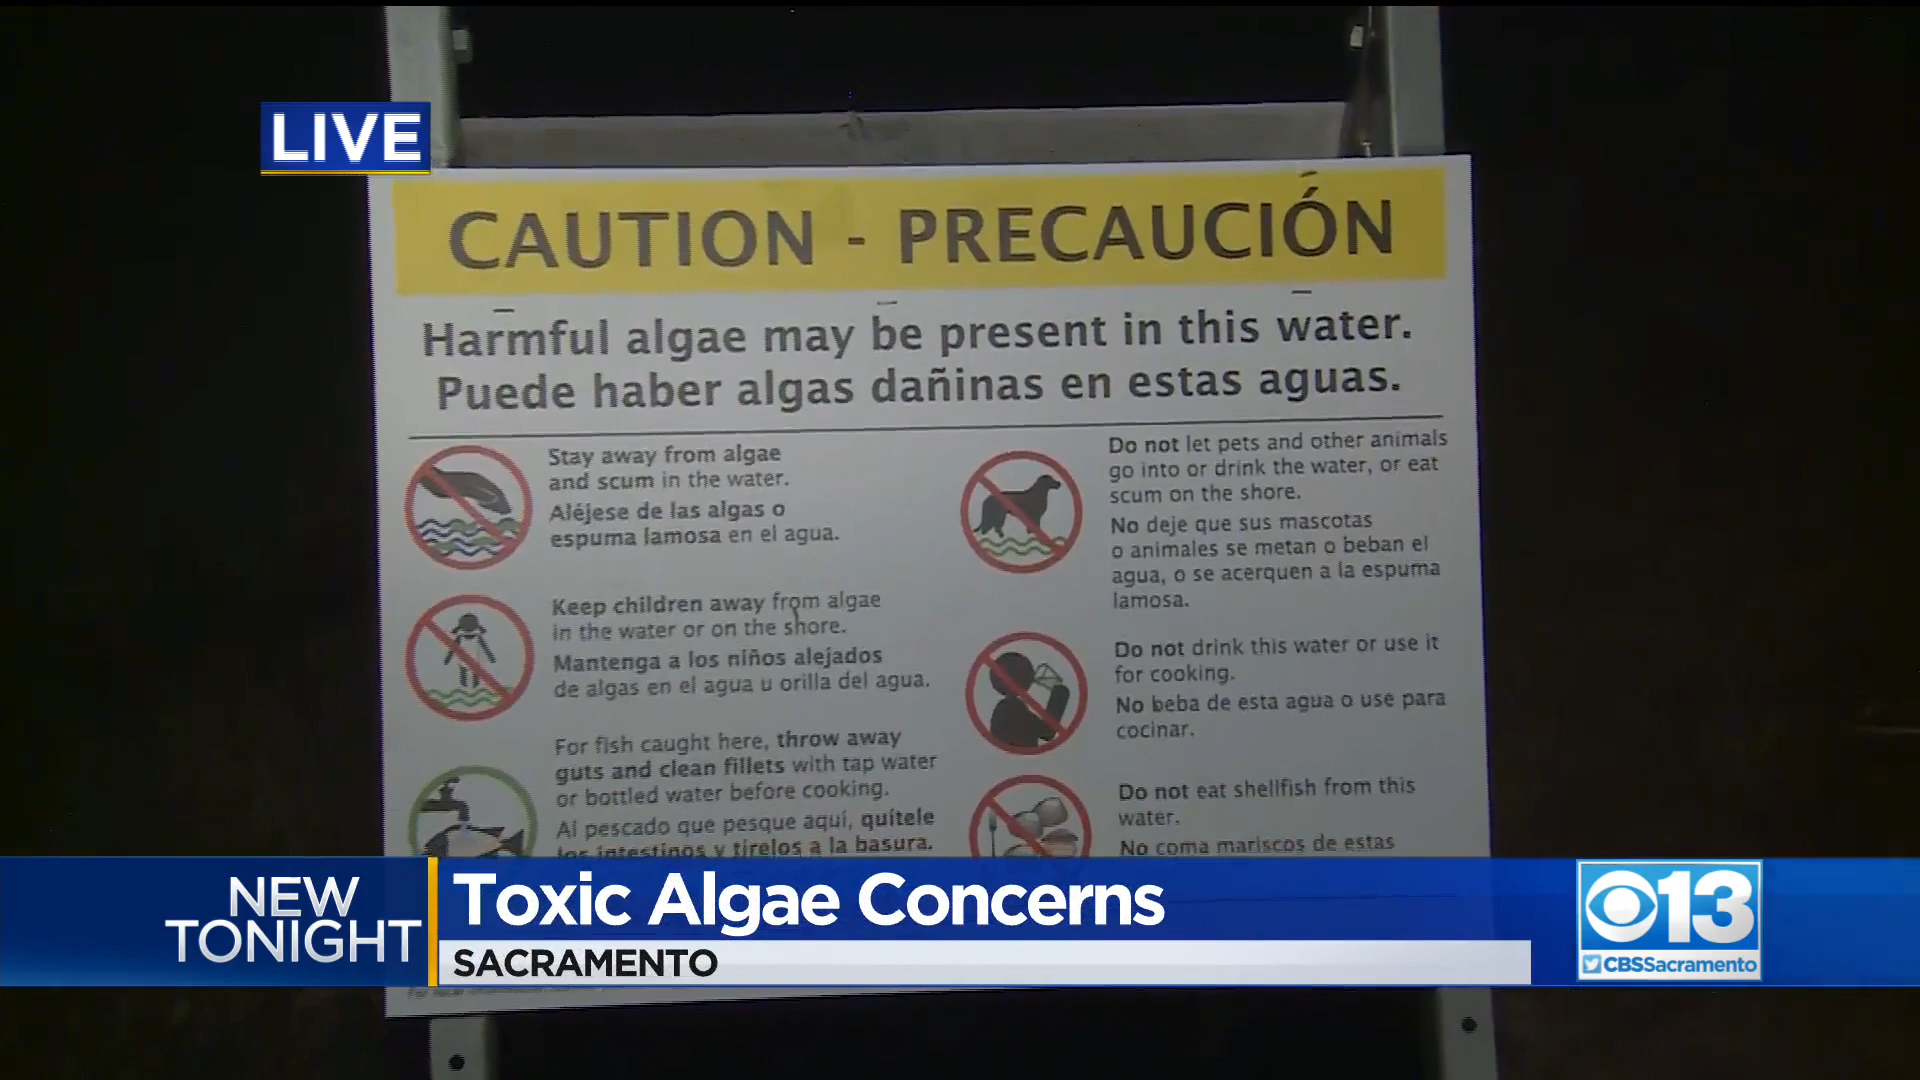 LIVE
CAUTION - PRECAUCIÓN
Harmful algae may be present in this water.
Puede haber algas dañinas en estas aguas.
Stay away from algae
and scum in the water.
Aléjese de las algas o
espuma lamosa en el agua.
Keep children away from algae
in the water or on the shore.
Mantenga a los niños alejados
de algas en el agua u orilla del agua.
For fish caught here, throw away
guts and clean fillets with tap water
or bottled water before cooking.
Al pescado que pesque aquí, quítele
los intestinos y tírelos a la basura.
Do not let pets and other animals
go into or drink the water, or eat
scum on the shore.
No deje que sus mascotas
o animales se metan o beban el
agua, o se acerquen a la espuma
lamosa.
Do not drink this water or use it
for cooking.
No beba de esta agua o use para
cocinar.
Do not eat shellfish from this
water.
No coma mariscos de estas
NEW
TONIGHT
Toxic Algae Concerns
SACRAMENTO
13
CBSSacramento